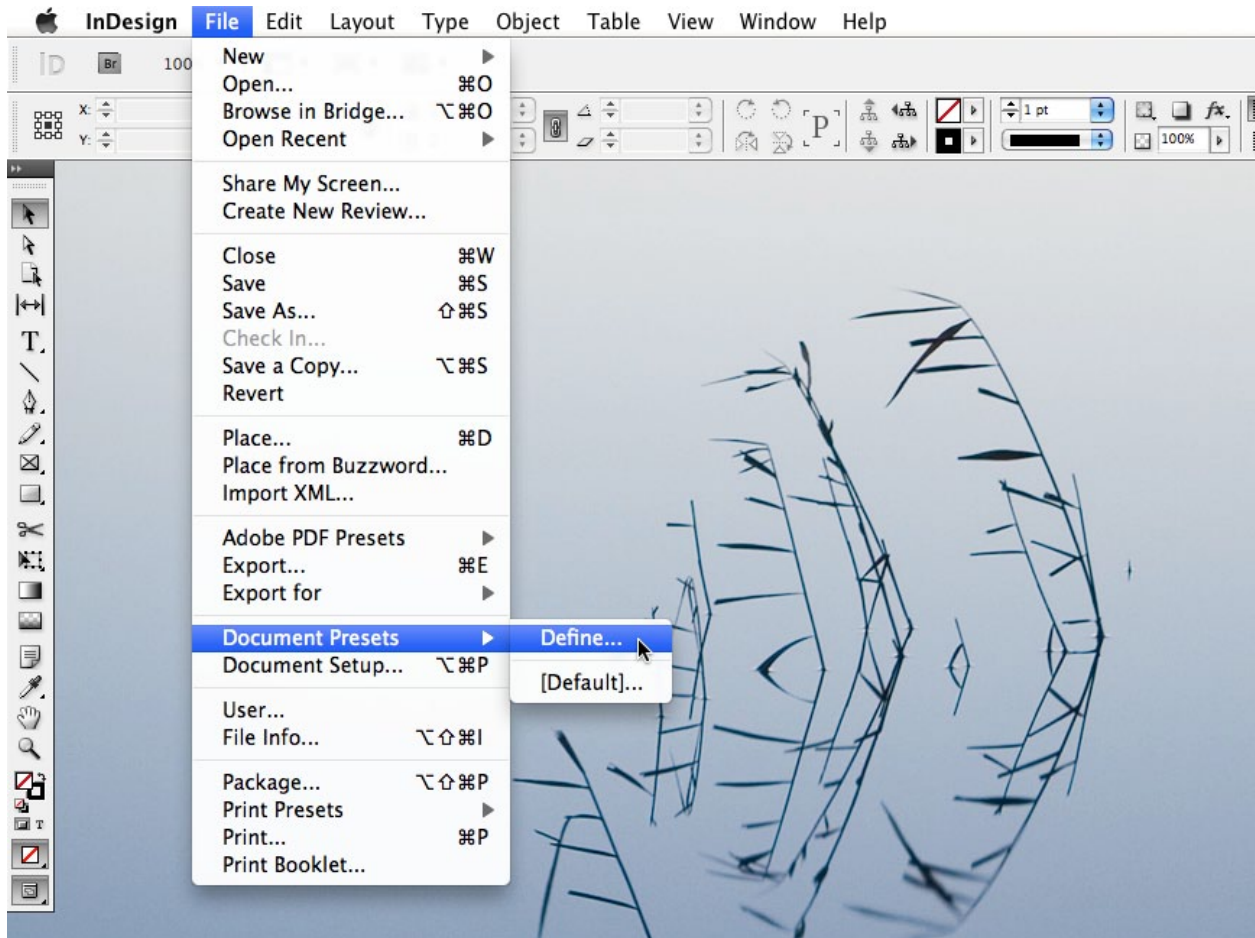 InDesign File Edit Layout Type Object Table View Window Help
ID Br 100
New
Open... ⌘O
Browse in Bridge... ⌥⌘O
Open Recent
X:
Y:
P
1 pt
fx.
100%
Share My Screen...
Create New Review...
Close ⌘W
Save ⌘S
Save As... ⇧⌘S
Check In...
Save a Copy... ⌥⌘S
Revert
Place... ⌘D
Place from Buzzword...
Import XML...
Adobe PDF Presets
Export... ⌘E
Export for
Document Presets
Define...
Document Setup... ⌥⌘P
[Default]...
User...
File Info... ⌥⇧⌘I
Package... ⌥⇧⌘P
Print Presets
Print... ⌘P
Print Booklet...
T
T